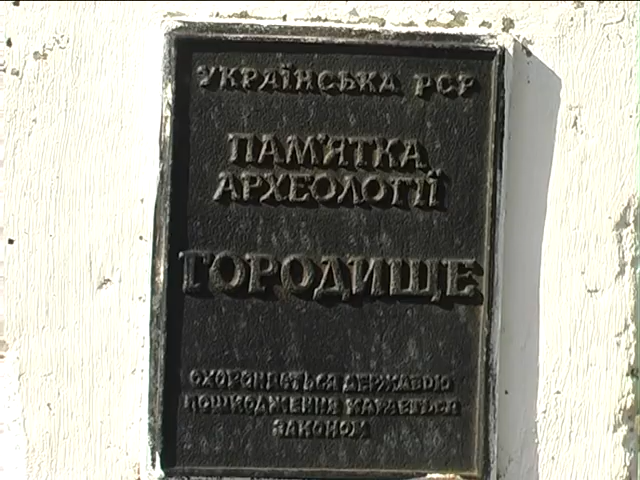 УКРАЇНСЬКА РСР
ПАМ'ЯТКА
АРХЕОЛОГІЇ
ГОРОДИЩЕ
ОХОРОНЯЄТЬСЯ ДЕРЖАВОЮ
ПОШКОДЖЕННЯ КАРАЄТЬСЯ
ЗАКОНОМ